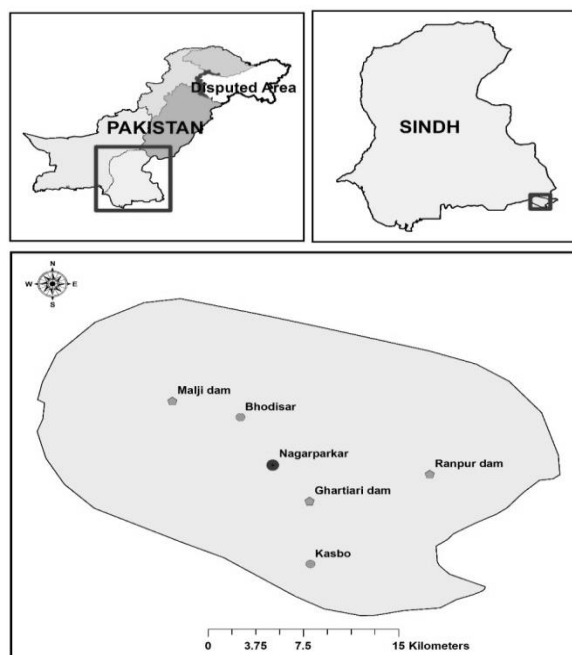 Disputed Area
PAKISTAN
SINDH
N
W E
S
Malji dam
Bhodisar
Nagarparkar
Ranpur dam
Ghartiari dam
Kasbo
0 3.75 7.5 15 Kilometers